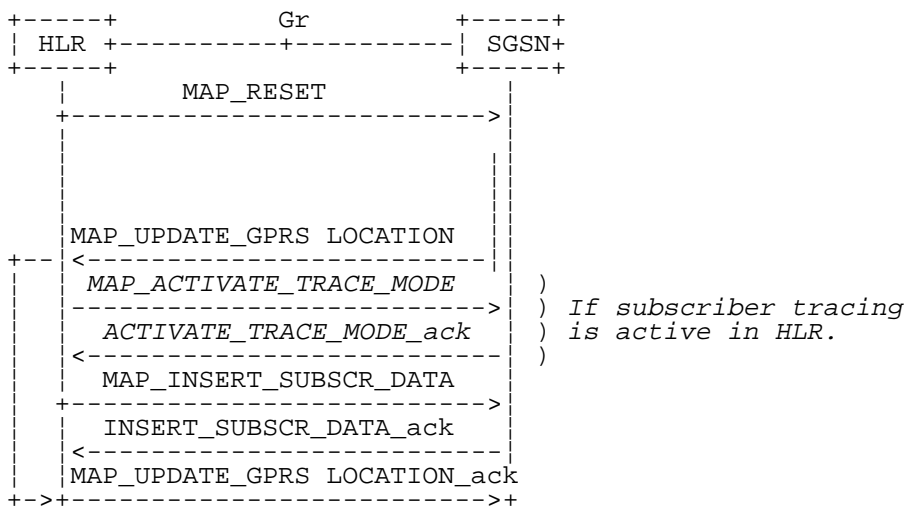 Gr
HLR SGSN
MAP_RESET
MAP_UPDATE_GPRS LOCATION
MAP_ACTIVATE_TRACE_MODE )
) If subscriber tracing
ACTIVATE_TRACE_MODE_ack ) is active in HLR.
)
MAP_INSERT_SUBSCR_DATA
INSERT_SUBSCR_DATA_ack
MAP_UPDATE_GPRS LOCATION_ack